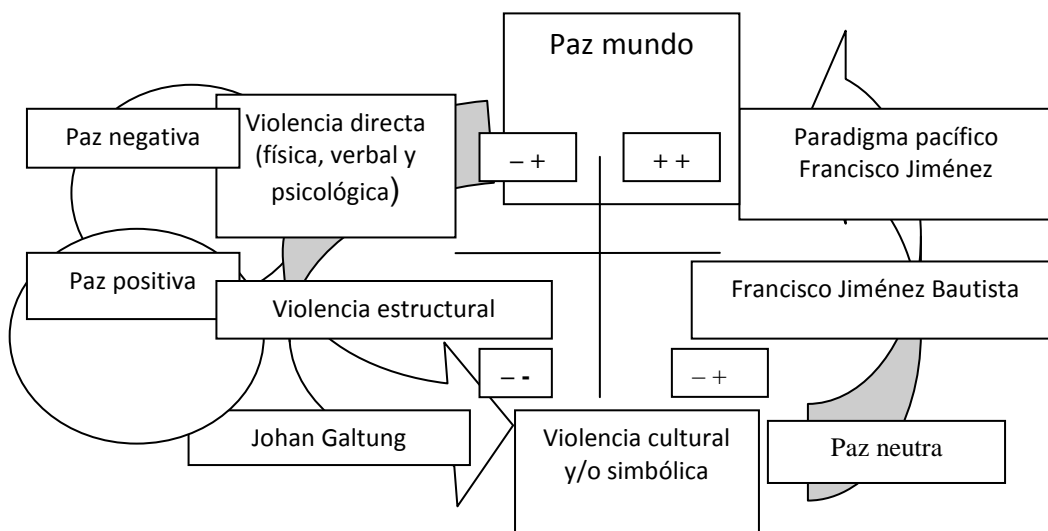 Paz mundo
Paz negativa
Violencia directa
(física, verbal y
psicológica)
– +
+ +
Paradigma pacífico
Francisco Jiménez
Paz positiva
Violencia estructural
Francisco Jiménez Bautista
– -
– +
Johan Galtung
Violencia cultural
y/o simbólica
Paz neutra